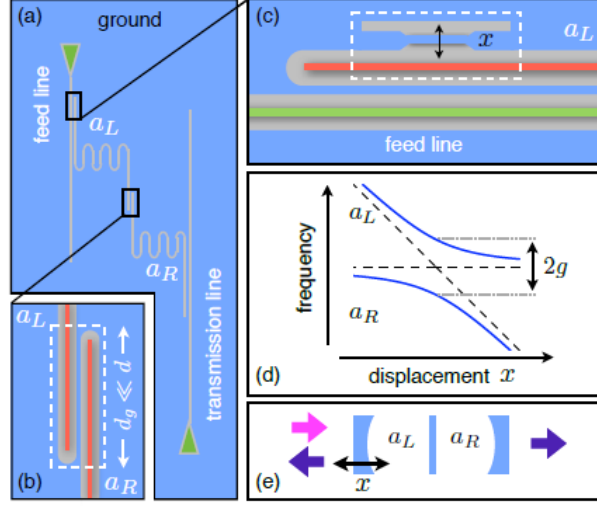 (a)
ground
feed line
a_L
a_R
transmission line
(b)
a_L
d_g ≪ d
a_R
(c)
a_L
x
feed line
(d)
frequency
a_L
a_R
2g
displacement x
(e)
a_L
a_R
x